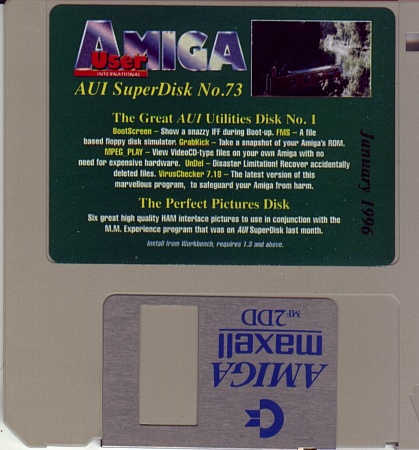 AMIGA
User
INTERNATIONAL
AUI SuperDisk No.73
The Great AUI Utilities Disk No. 1
BootScreen – Show a snazzy IFF during Boot-up. FMS – A file
based floppy disk simulator. GrabKick – Take a snapshot of your Amiga's ROM.
MPEG_PLAY – View VideoCD-type files on your own Amiga with no
need for expensive hardware. UnDel – Disaster Limitation! Recover accidentally
deleted files. VirusChecker 7.18 – The latest version of this
marvellous program, to safeguard your Amiga from harm.
The Perfect Pictures Disk
Six great high quality HAM interface pictures to use in conjunction with the
M.M. Experience program that was on AUI SuperDisk last month.
Install from Workbench, requires 1.3 and above.
January 1996
MF 2DD
maxell
AMIGA